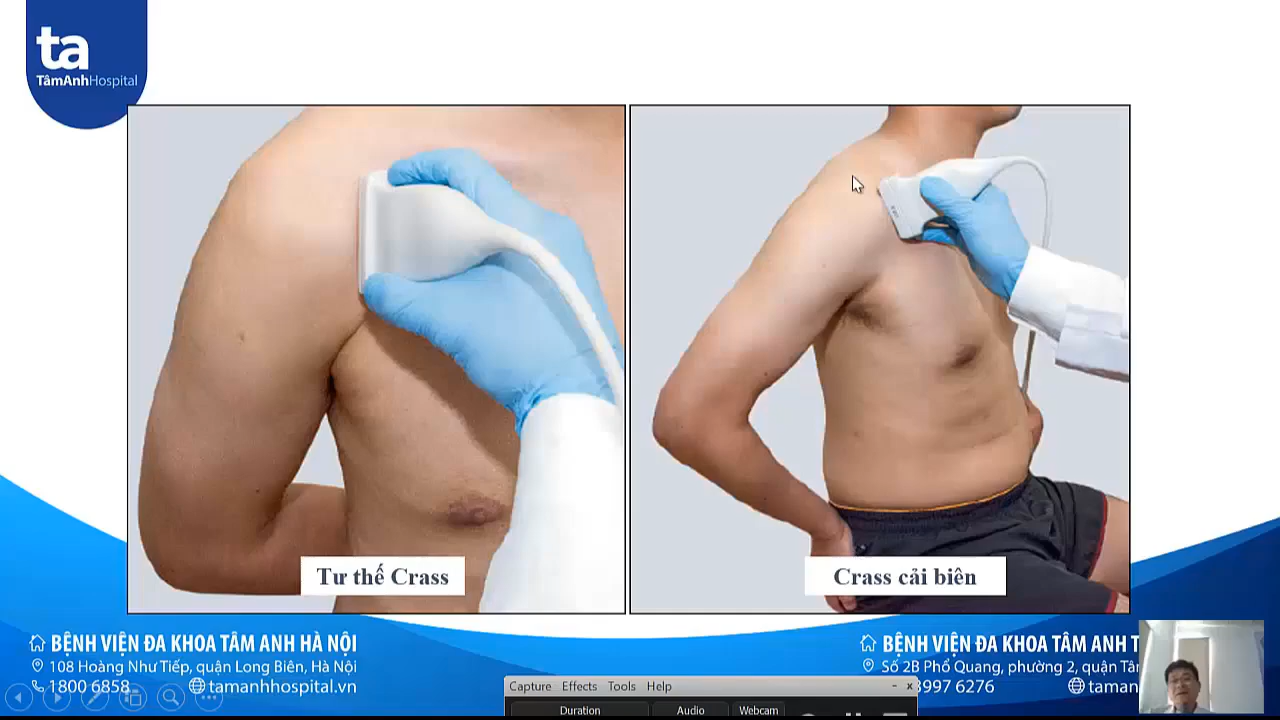 ta
TâmAnhHospital
Tư thế Crass
Crass cải biên
BỆNH VIỆN ĐA KHOA TÂM ANH HÀ NỘI
108 Hoàng Như Tiếp, quận Long Biên, Hà Nội
1800 6858
tamanhhospital.vn
BỆNH VIỆN ĐA KHOA TÂM ANH
Số 2B Phổ Quang, phường 2, quận
3997 6276
Capture Effects Tools Help
Duration Audio Webcam